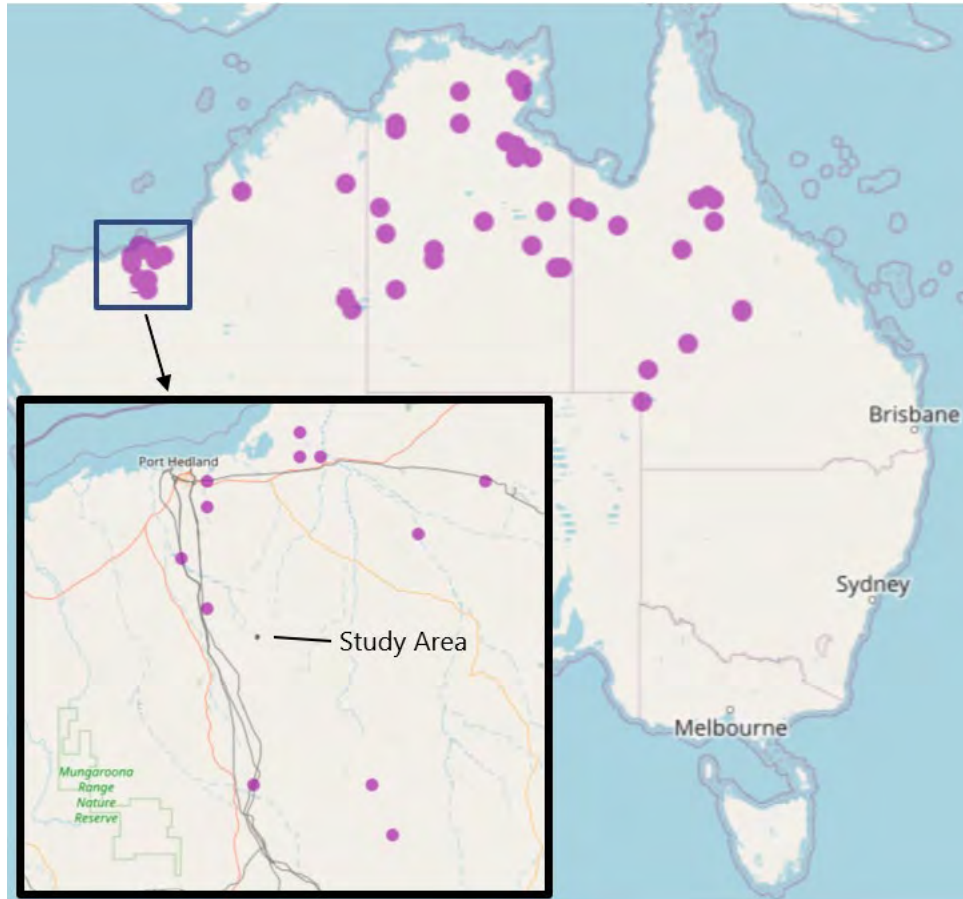 Brisbane
Port Hedland
Sydney
Study Area
Melbourne
Mungaroona
Range
Nature
Reserve